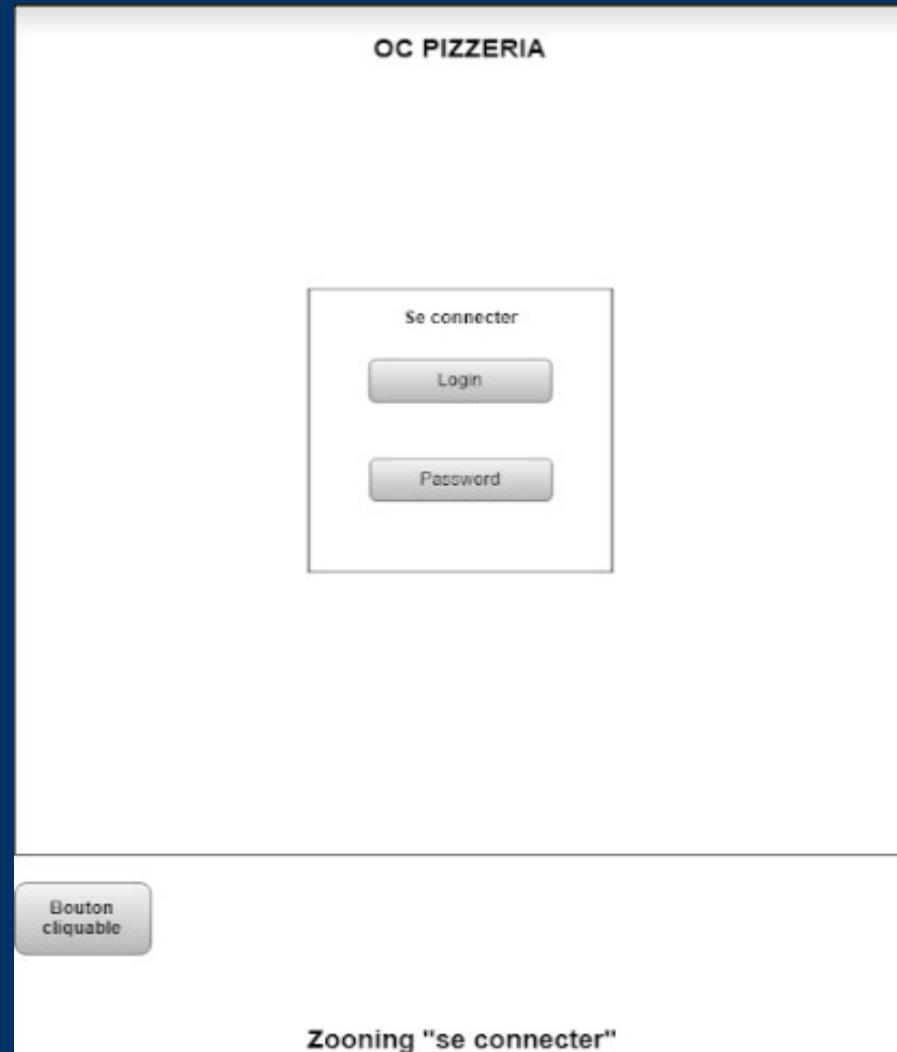 OC PIZZERIA
Se connecter
Login
Password
Bouton
cliquable
Zooning "se connecter"